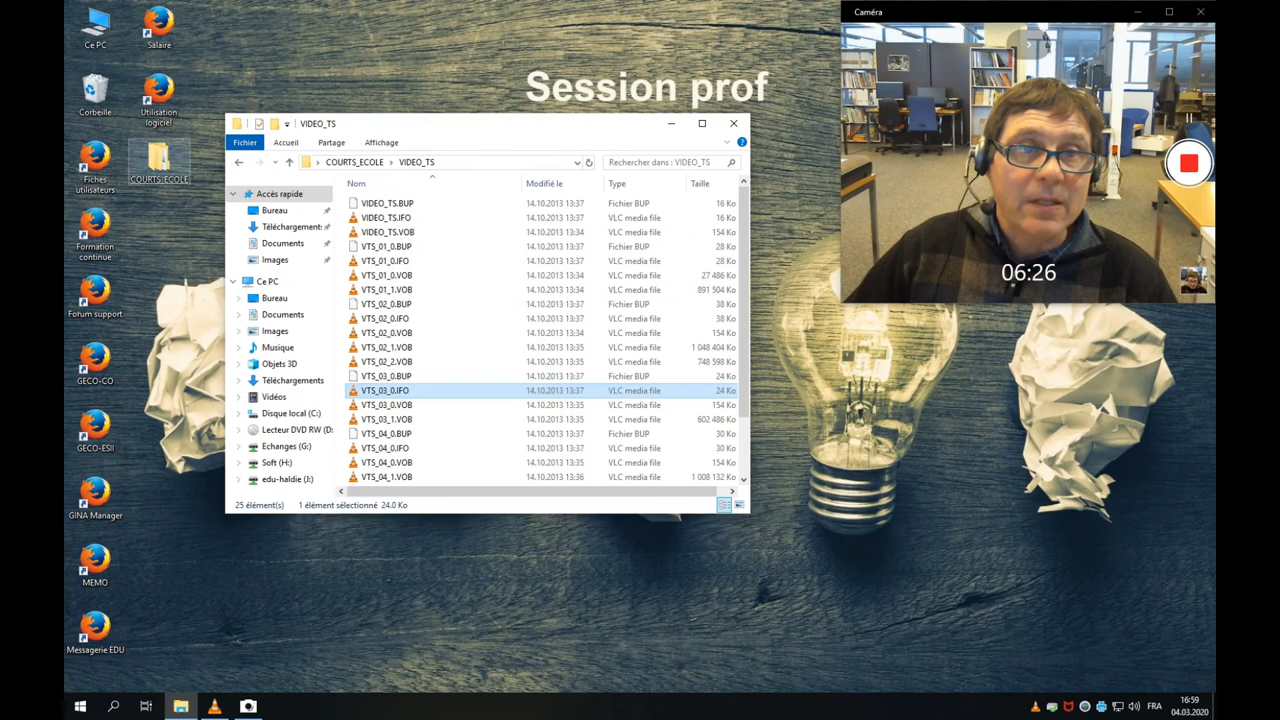 Session prof
Ce PC
Salaire
Corbeille
Utilisation
logiciel
Fiches
utilisateurs
COURTS_ECOLE
Formation
continue
Forum support
GECO-CO
GECO-ESII
GINA Manager
MEMO
Messagerie EDU
VIDEO_TS
Fichier Accueil Partage Affichage
COURTS_ECOLE VIDEO_TS Rechercher dans : VIDEO_TS
Nom Modifié le Type Taille
VIDEO_TS.BUP 14.10.2013 13:37 Fichier BUP 16 Ko
VIDEO_TS.IFO 14.10.2013 13:37 VLC media file 16 Ko
VIDEO_TS.VOB 14.10.2013 13:34 VLC media file 154 Ko
VTS_01_0.BUP 14.10.2013 13:37 Fichier BUP 28 Ko
VTS_01_0.IFO 14.10.2013 13:37 VLC media file 28 Ko
VTS_01_0.VOB 14.10.2013 13:34 VLC media file 27 486 Ko
VTS_01_1.VOB 14.10.2013 13:34 VLC media file 891 504 Ko
VTS_02_0.BUP 14.10.2013 13:37 Fichier BUP 38 Ko
VTS_02_0.IFO 14.10.2013 13:37 VLC media file 38 Ko
VTS_02_0.VOB 14.10.2013 13:35 VLC media file 154 Ko
VTS_02_1.VOB 14.10.2013 13:35 VLC media file 1 048 404 Ko
VTS_02_2.VOB 14.10.2013 13:35 VLC media file 748 598 Ko
VTS_03_0.BUP 14.10.2013 13:37 Fichier BUP 24 Ko
VTS_03_0.IFO 14.10.2013 13:37 VLC media file 24 Ko
VTS_03_0.VOB 14.10.2013 13:35 VLC media file 154 Ko
VTS_03_1.VOB 14.10.2013 13:35 VLC media file 602 486 Ko
VTS_04_0.BUP 14.10.2013 13:37 Fichier BUP 30 Ko
VTS_04_0.IFO 14.10.2013 13:37 VLC media file 30 Ko
VTS_04_0.VOB 14.10.2013 13:35 VLC media file 154 Ko
VTS_04_1.VOB 14.10.2013 13:36 VLC media file 1 008 132 Ko
Accès rapide
Bureau
Téléchargement:
Documents
Images
Ce PC
Bureau
Documents
Images
Musique
Objets 3D
Téléchargements
Vidéos
Disque local (C:)
Lecteur DVD RW (D:
Echanges (G:)
Soft (H:)
edu-haldie (J:)
25 élément(s) 1 élément sélectionné 24.0 Ko
Caméra
06:26
FRA
16:59
04.03.2020